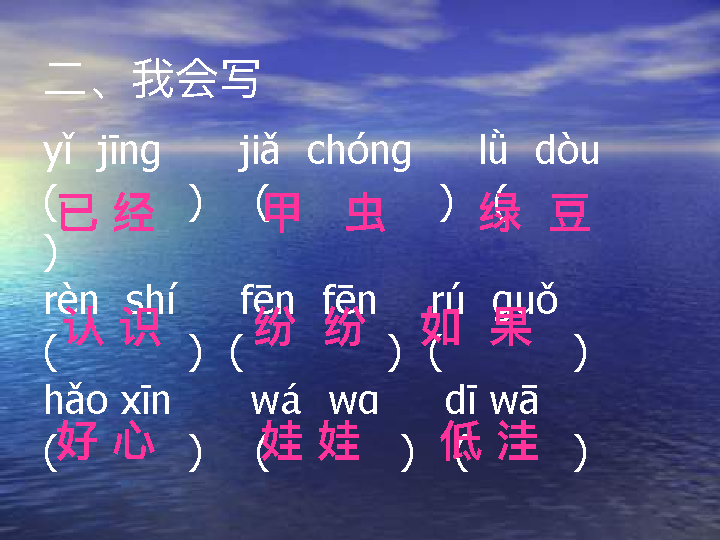 二、我会写
yǐ jīng jiǎ chóng lǜ dòu
(已经) (甲虫) (绿豆
)
rèn shí fēn fēn rú guǒ
(认识) (纷纷) (如果)
hǎo xīn wá wɑ dī wā
(好心) (娃娃) (低洼)